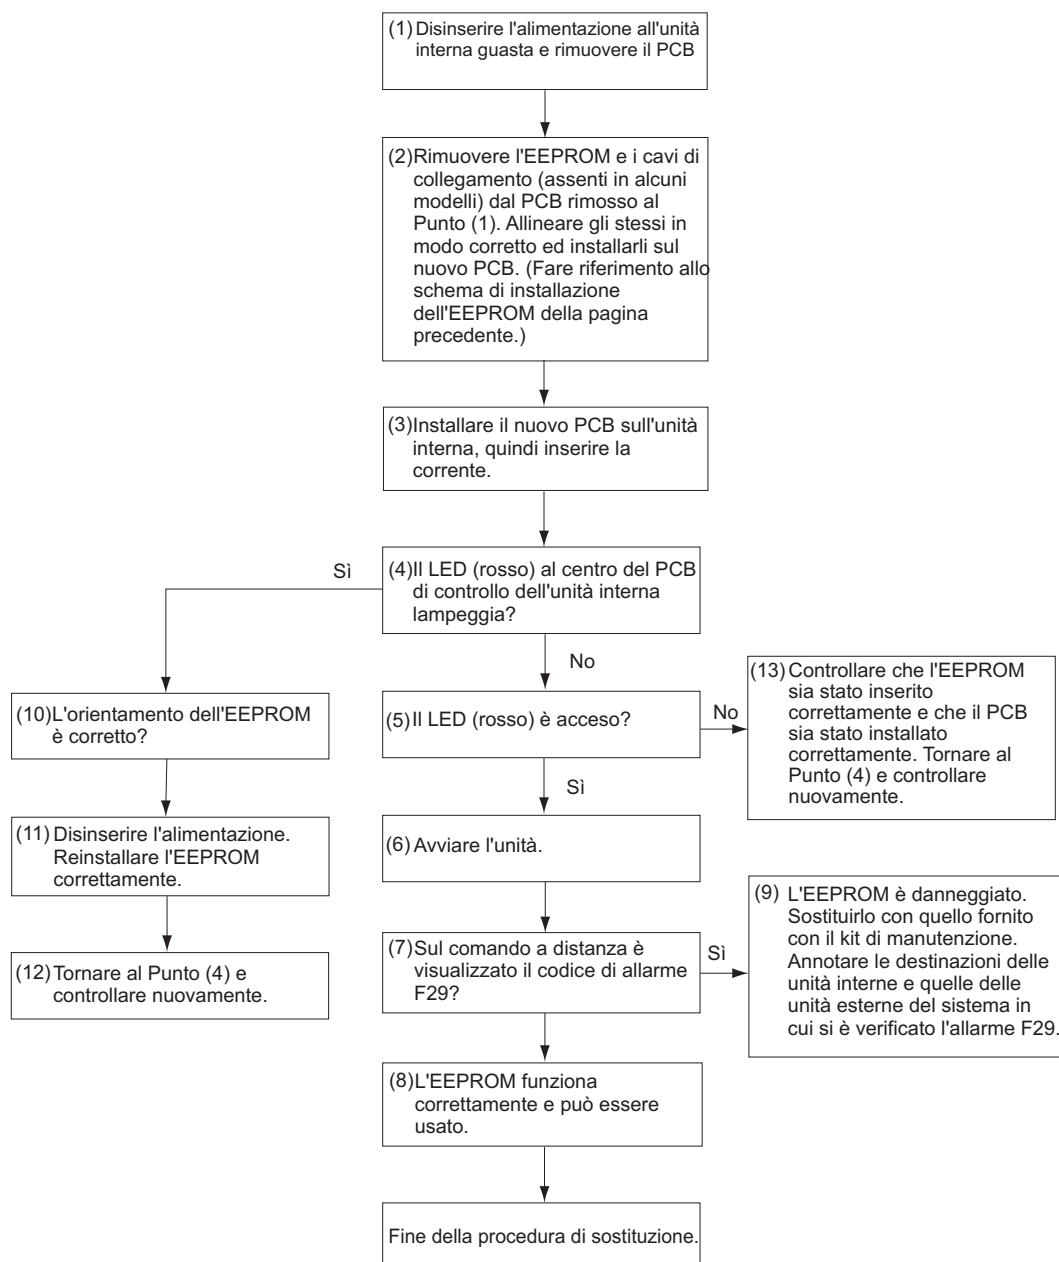 (1) Disinserire l'alimentazione all'unità
interna guasta e rimuovere il PCB
(2) Rimuovere l'EEPROM e i cavi di
collegamento (assenti in alcuni
modelli) dal PCB rimosso al
Punto (1). Allineare gli stessi in
modo corretto ed installarli sul
nuovo PCB. (Fare riferimento allo
schema di installazione
dell'EEPROM della pagina
precedente.)
(3) Installare il nuovo PCB sull'unità
interna, quindi inserire la
corrente.
(4) Il LED (rosso) al centro del PCB
di controllo dell'unità interna
lampeggia?
Sì
No
(10) L'orientamento dell'EEPROM
è corretto?
(11) Disinserire l'alimentazione.
Reinstallare l'EEPROM
correttamente.
(12) Tornare al Punto (4) e
controllare nuovamente.
(5) Il LED (rosso) è acceso?
No
Sì
(13) Controllare che l'EEPROM
sia stato inserito
correttamente e che il PCB
sia stato installato
correttamente. Tornare al
Punto (4) e controllare
nuovamente.
(6) Avviare l'unità.
(7) Sul comando a distanza è
visualizzato il codice di allarme
F29?
Sì
(9) L'EEPROM è danneggiato.
Sostituirlo con quello fornito
con il kit di manutenzione.
Annotare le destinazioni delle
unità interne e quelle delle
unità esterne del sistema in
cui si è verificato l'allarme F29.
(8) L'EEPROM funziona
correttamente e può essere
usato.
Fine della procedura di sostituzione.